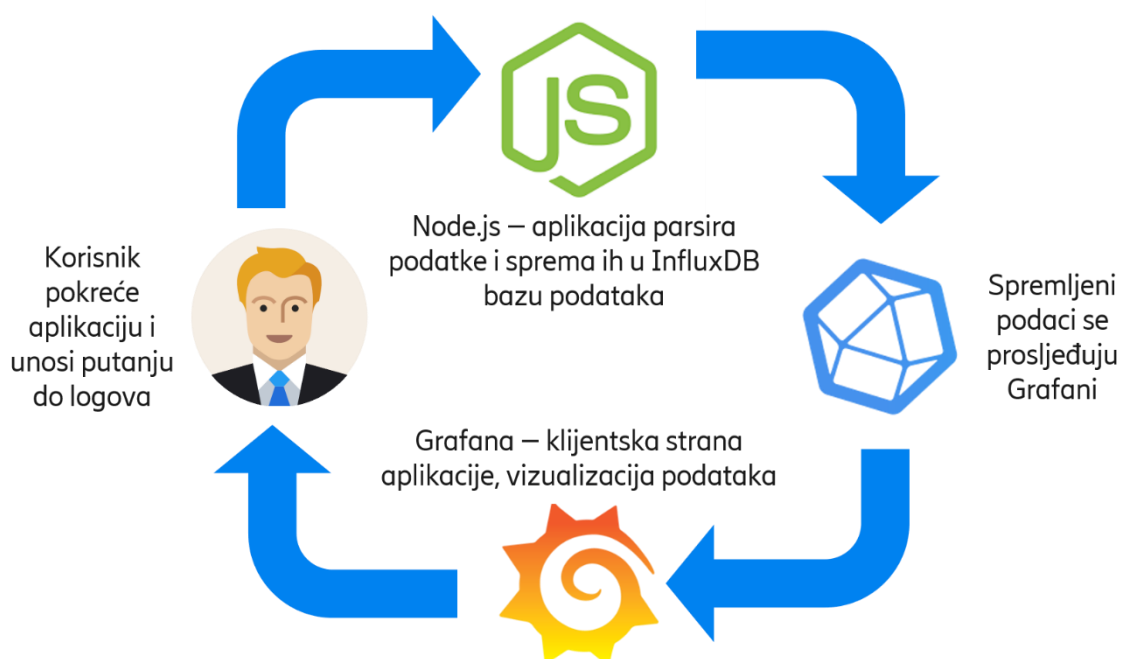 JS
Node.js – aplikacija parsira
podatke i sprema ih u InfluxDB
bazu podataka
Korisnik
pokreće
aplikaciju i
unosi putanju
do logova
Spremljeni
podaci se
prosljeđuju
Grafani
Grafana – klijentska strana
aplikacije, vizualizacija podataka